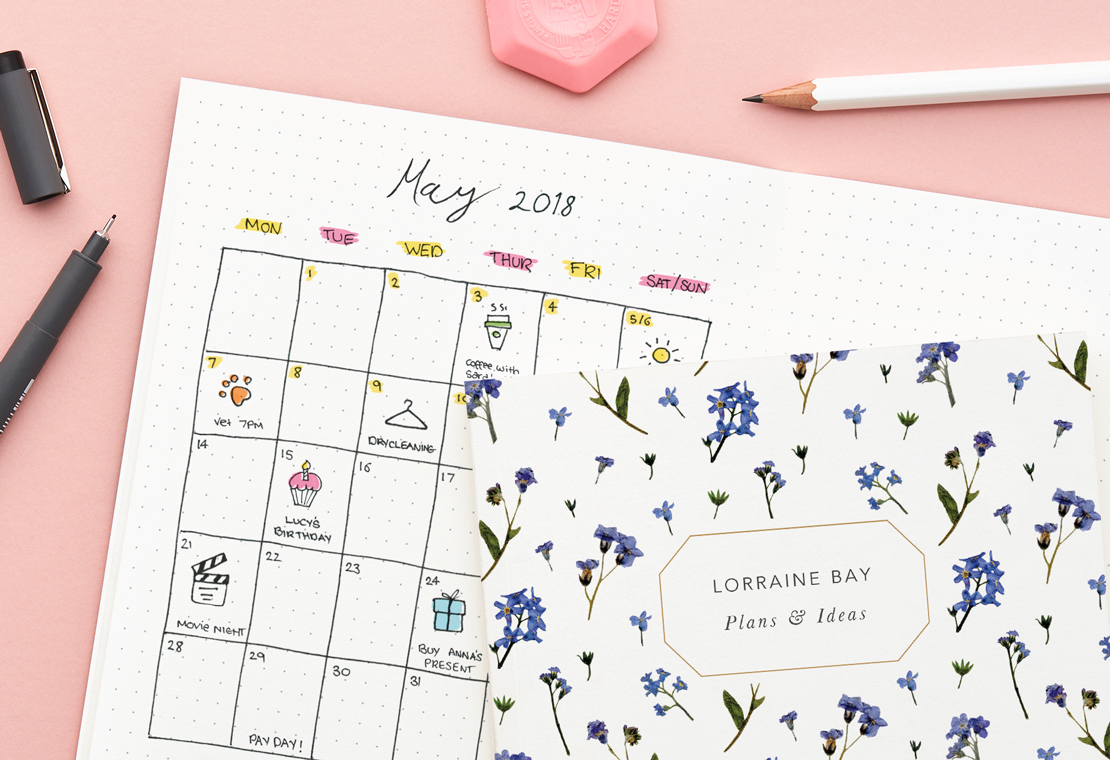 May 2018
MON TUE WED THUR FRI SAT/SUN
1 2 3 4 5/6
Coffee with
7 8 9
vet 7PM
DRYCLEANING
14 15 16 17
LUCY'S
BIRTHDAY
21 22 23 24
MOVIE NIGHT
BUY ANNA'S
PRESENT
28 29 30 31
PAY DAY!
LORRAINE BAY
Plans & Ideas